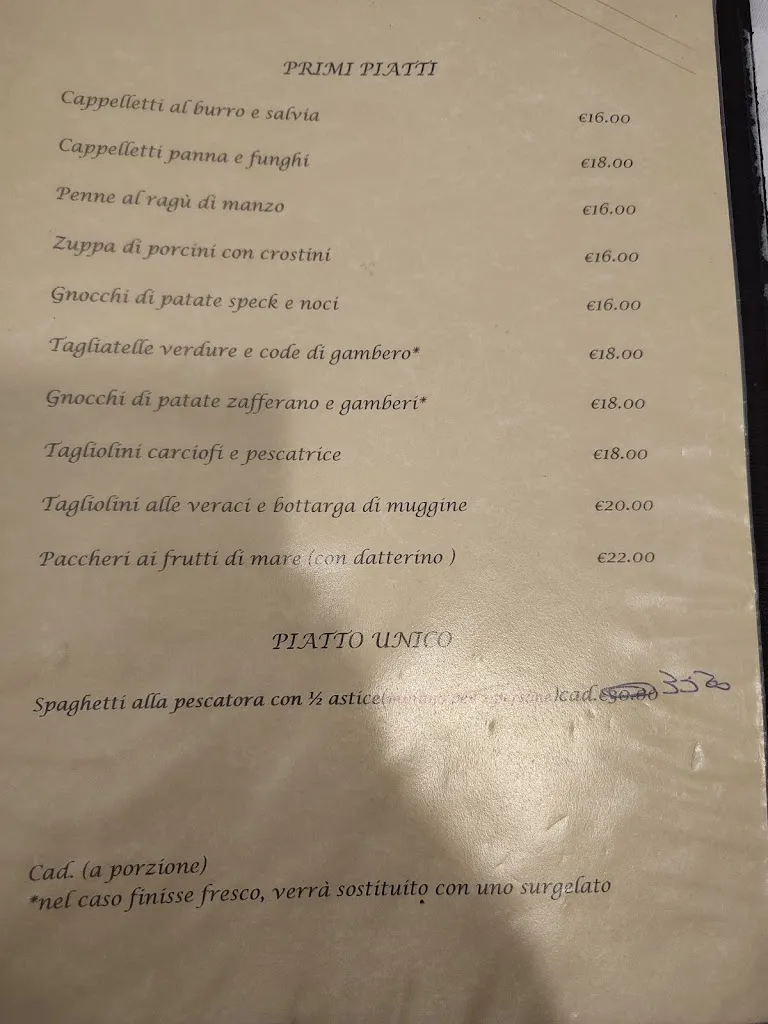 PRIMI PIATTI
Cappelletti al burro e salvia €16.00
Cappelletti panna e funghi €18.00
Penne al ragù di manzo €16.00
Zuppa di porcini con crostini €16.00
Gnocchi di patate speck e noci €16.00
Tagliatelle verdure e code di gambero* €18.00
Gnocchi di patate zafferano e gamberi* €18.00
Tagliolini carciofi e pescatrice €18.00
Tagliolini alle veraci e bottarga di muggine €20.00
Paccheri ai frutti di mare (con datterino ) €22.00
PIATTO UNICO
Spaghetti alla pescatora con ½ astice(minimo per persone)cad.€30.00
Cad. (a porzione)
*nel caso finisse fresco, verrà sostituito con uno surgelato